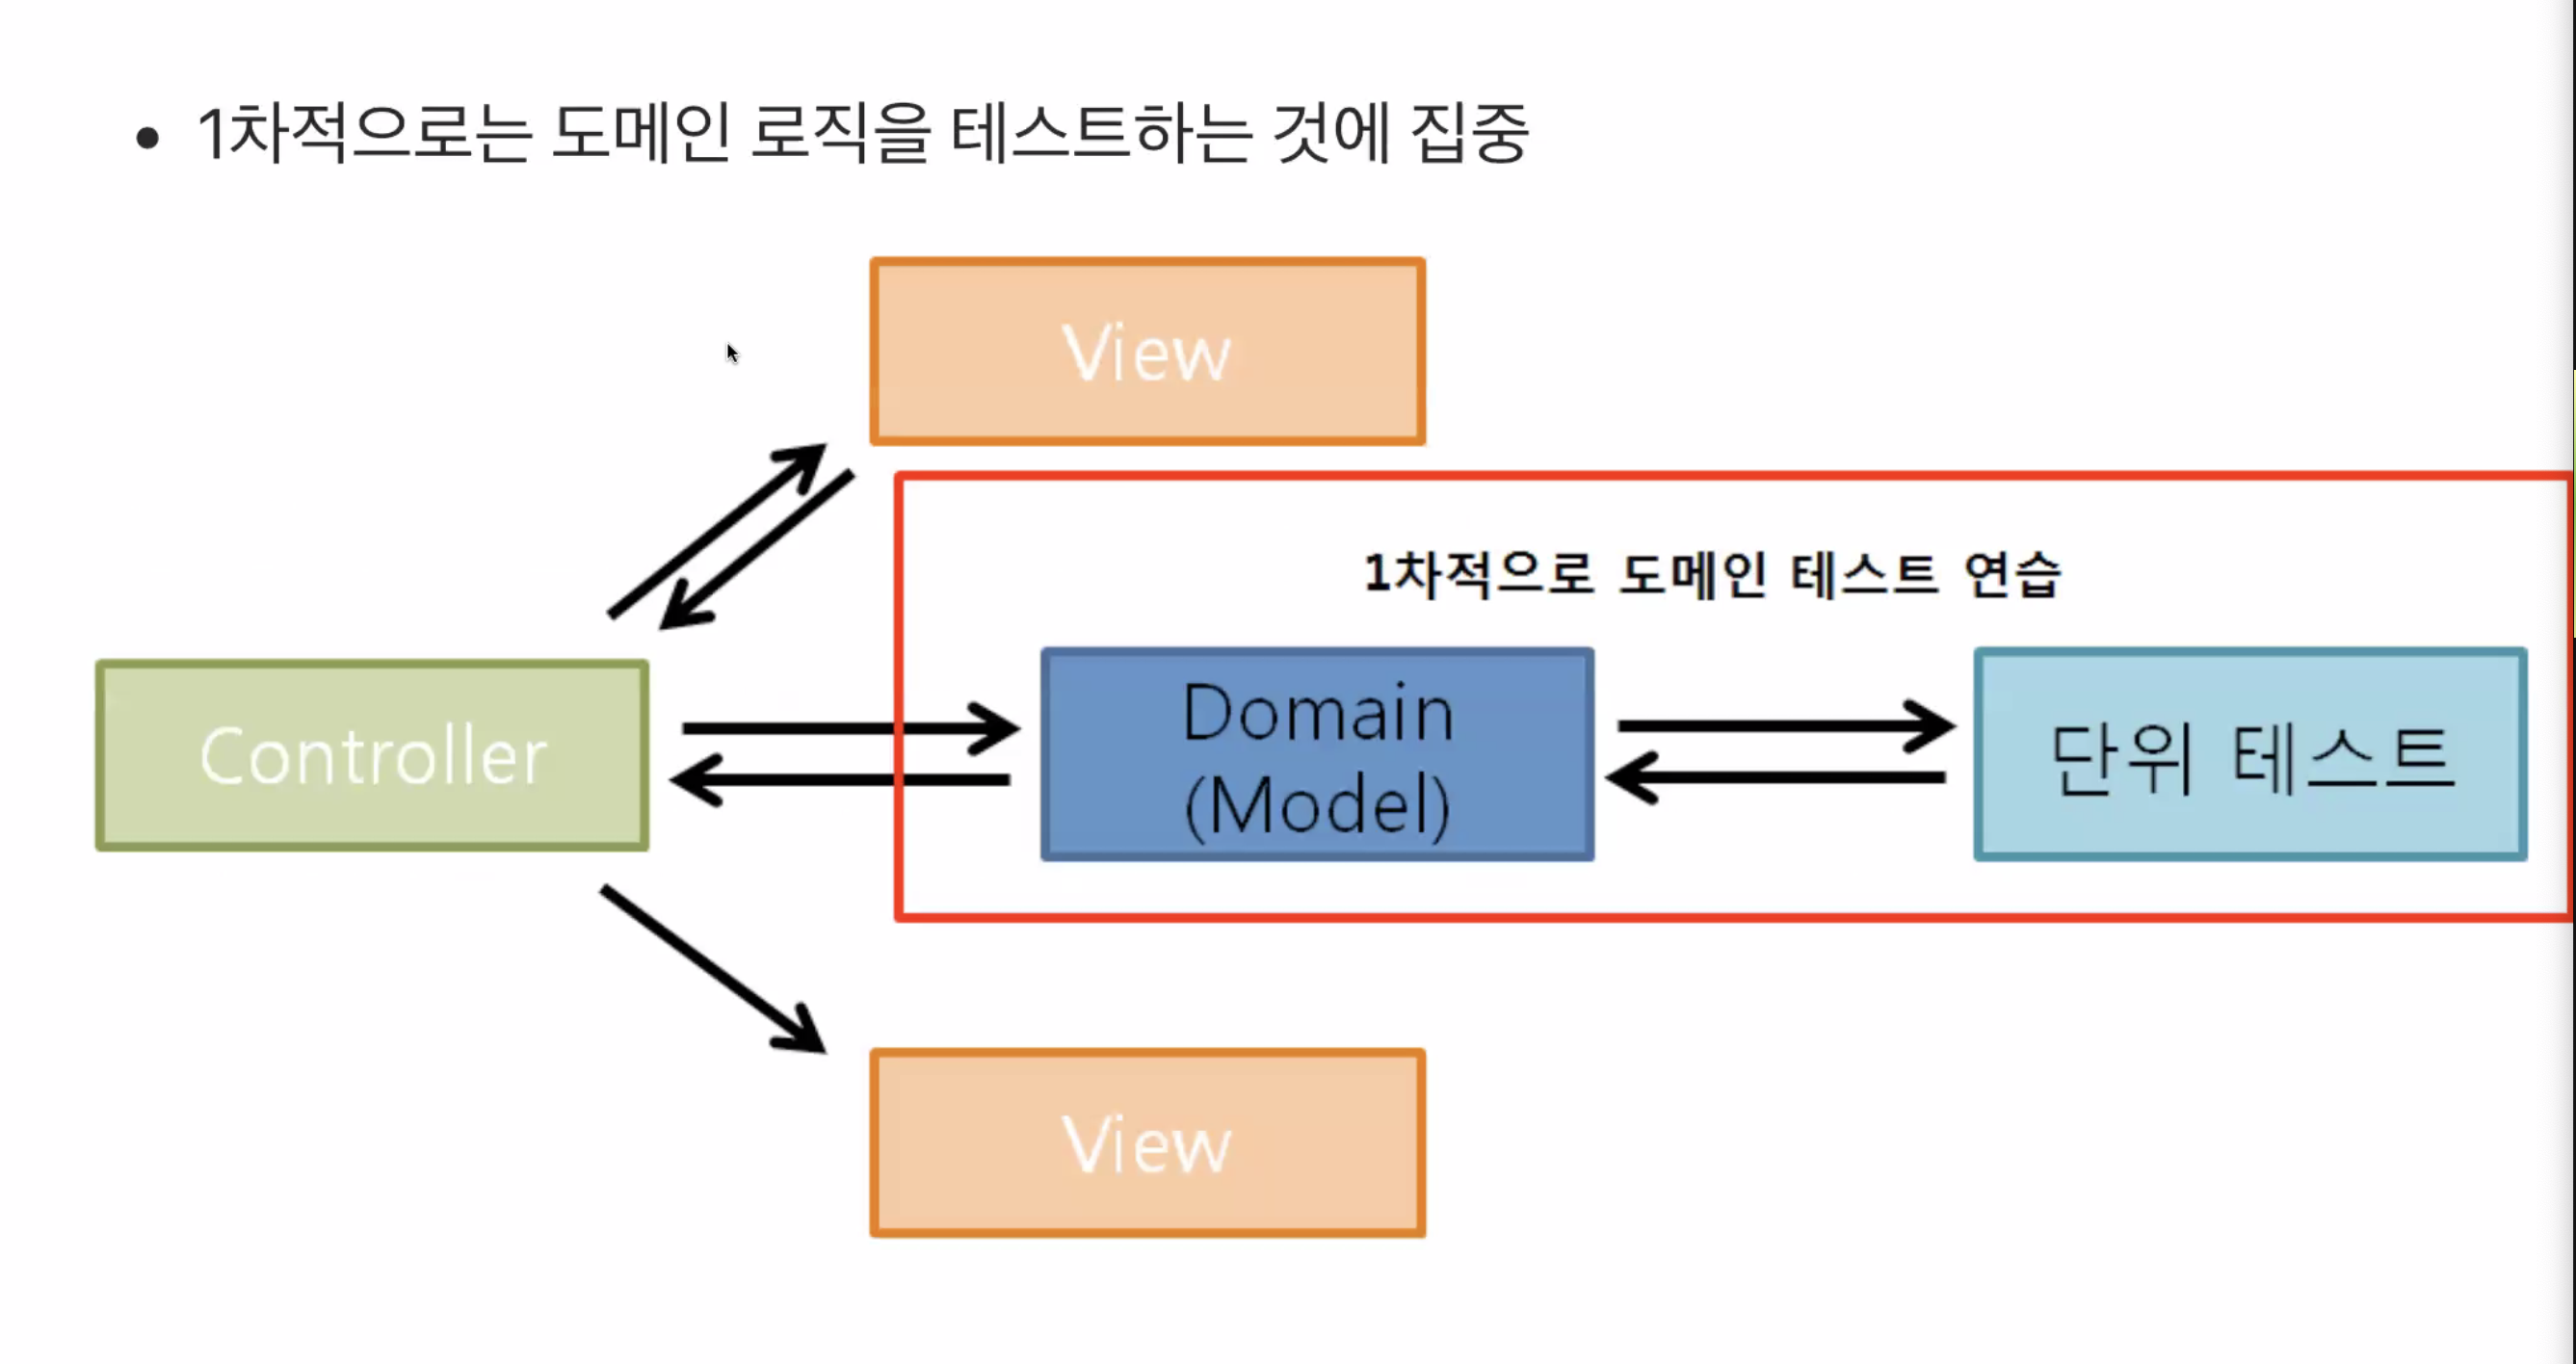 • 1차적으로는 도메인 로직을 테스트하는 것에 집중
View
1차적으로 도메인 테스트 연습
Controller
Domain
(Model)
단위 테스트
View